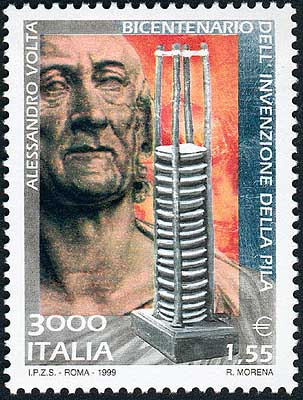 ALESSANDRO VOLTA
BICENTENARIO
DELL'INVENZIONE DELLA PILA
3000
ITALIA
€
1,55
I.P.Z.S. - ROMA - 1999
R. MORENA